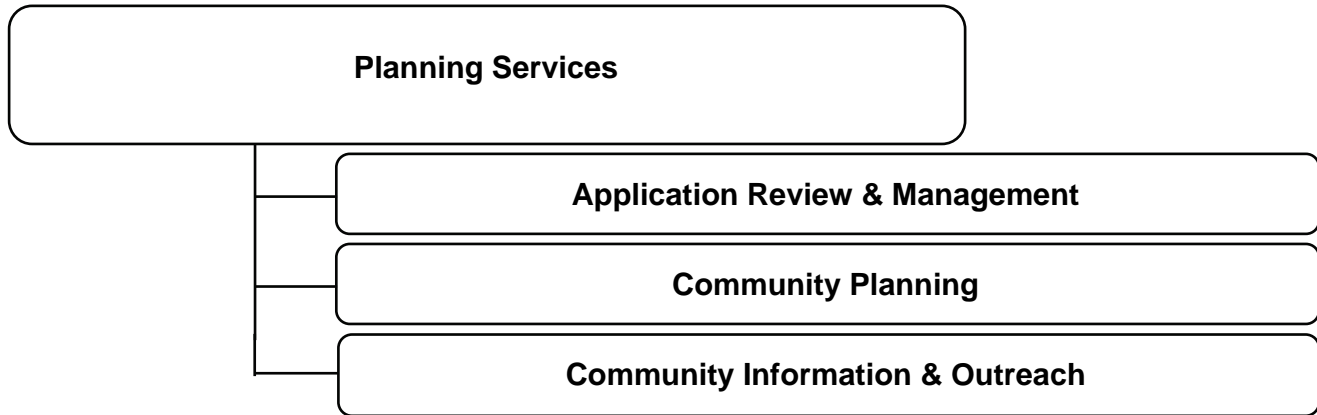 Planning Services
Application Review & Management
Community Planning
Community Information & Outreach